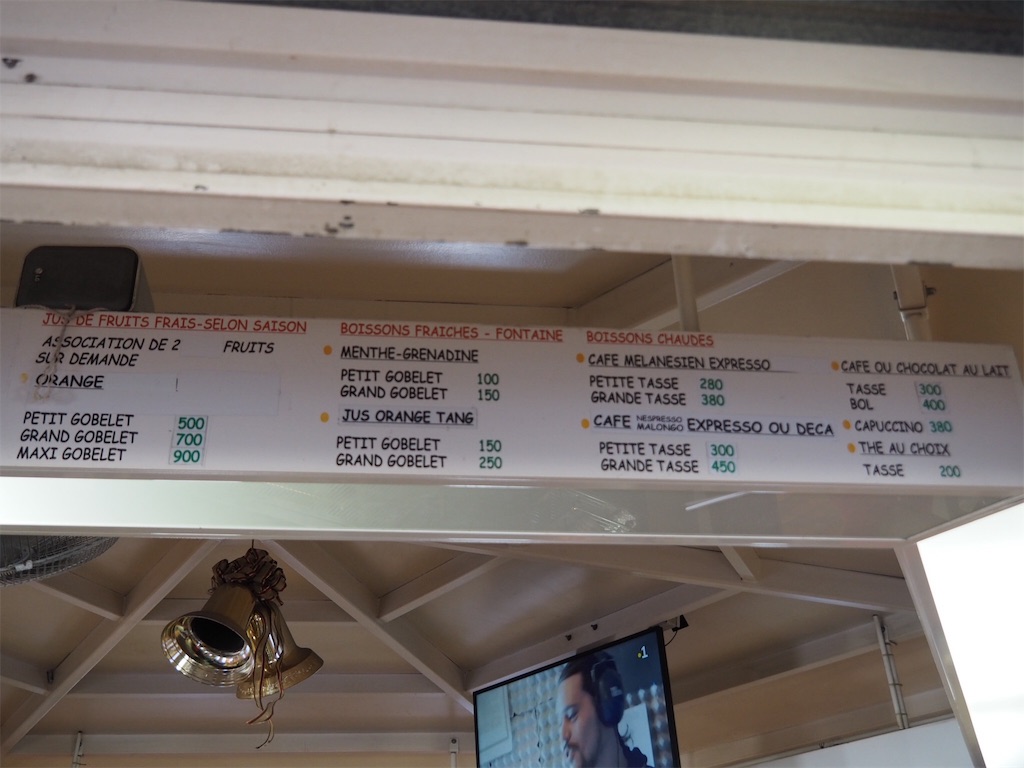 JUS DE FRUITS FRAIS-SELON SAISON
ASSOCIATION DE 2 FRUITS
SUR DEMANDE
ORANGE
PETIT GOBELET 500
GRAND GOBELET 700
MAXI GOBELET 900
BOISSONS FRAICHES - FONTAINE
MENTHE-GRENADINE
PETIT GOBELET 100
GRAND GOBELET 150
JUS ORANGE TANG
PETIT GOBELET 150
GRAND GOBELET 250
BOISSONS CHAUDES
CAFE MELANESIEN EXPRESSO
PETITE TASSE 280
GRANDE TASSE 380
CAFE NESPRESSO MALONGO EXPRESSO OU DECA
PETITE TASSE 300
GRANDE TASSE 450
CAFE OU CHOCOLAT AU LAIT
TASSE 300
BOL 400
CAPUCCINO 380
THE AU CHOIX
TASSE 200
1